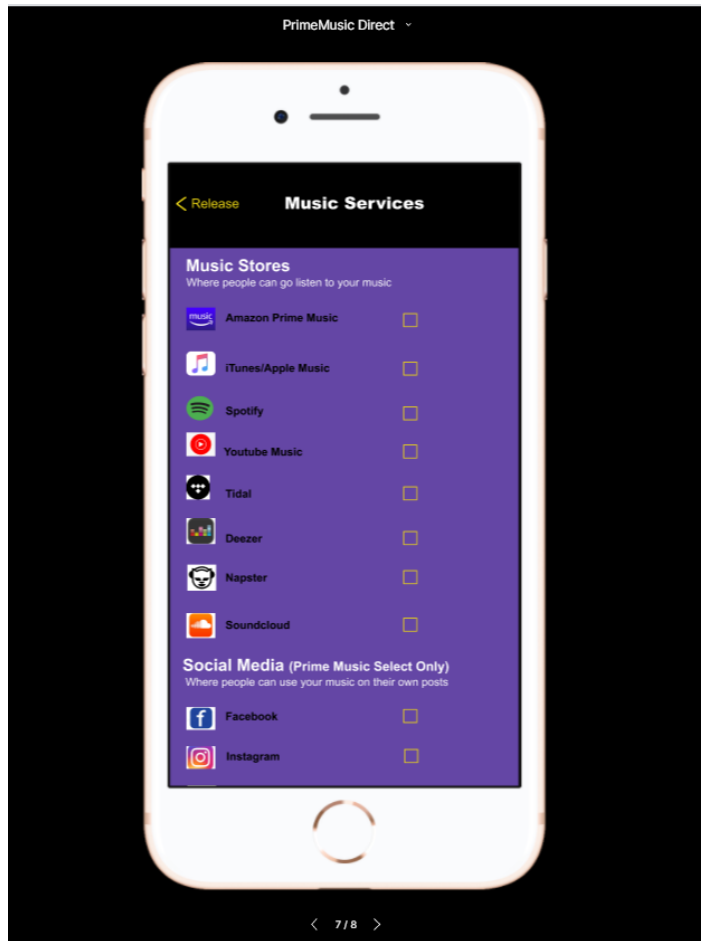 PrimeMusic Direct
Release
Music Services
Music Stores
Where people can go listen to your music
music
Amazon Prime Music
iTunes/Apple Music
Spotify
Youtube Music
Tidal
Deezer
Napster
Soundcloud
Social Media (Prime Music Select Only)
Where people can use your music on their own posts
f
Facebook
Instagram
7 / 8